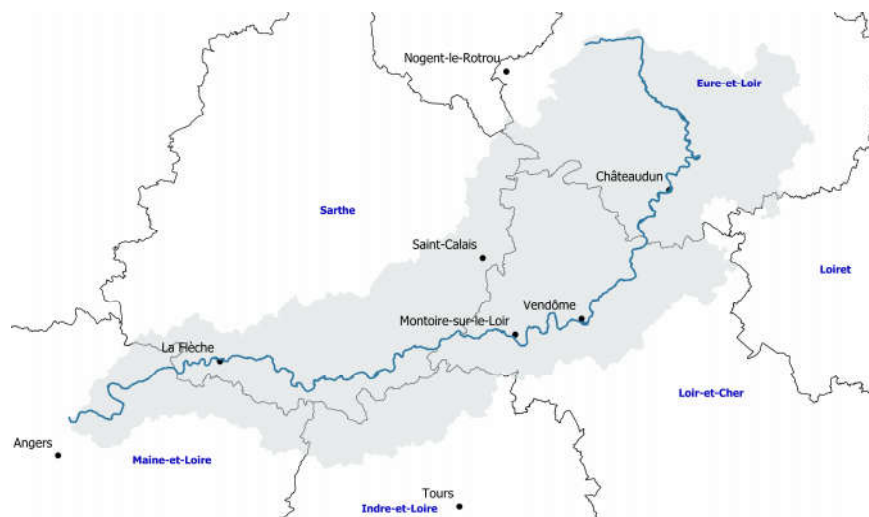 Nogent-le-Rotrou
Eure-et-Loir
Châteaudun
Sarthe
Saint-Calais
Loiret
Vendôme
Montoire-sur-le-Loir
La Flèche
Loir-et-Cher
Angers
Maine-et-Loire
Tours
Indre-et-Loire